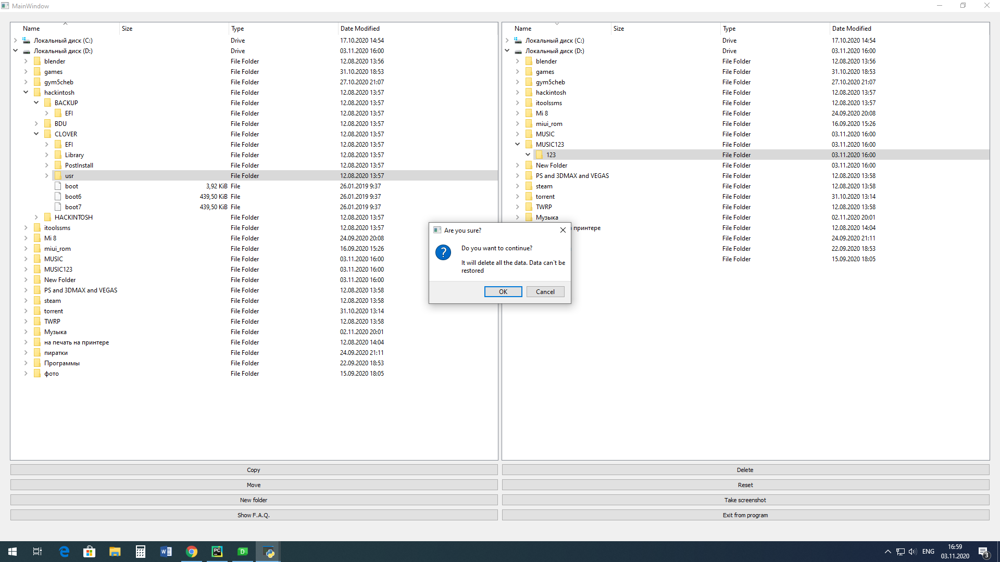 MainWindow
Name Size Type Date Modified
Локальный диск (C:) Drive 17.10.2020 14:54
Локальный диск (D:) Drive 03.11.2020 16:00
blender File Folder 12.08.2020 13:56
games File Folder 31.10.2020 18:53
gym5cheb File Folder 27.10.2020 21:07
hackintosh File Folder 12.08.2020 13:57
BACKUP File Folder 12.08.2020 13:57
EFI File Folder 12.08.2020 13:57
BDU File Folder 12.08.2020 13:57
CLOVER File Folder 12.08.2020 13:57
EFI File Folder 12.08.2020 13:57
Library File Folder 12.08.2020 13:57
PostInstall File Folder 12.08.2020 13:57
usr File Folder 12.08.2020 13:57
boot 3,92 KiB File 26.01.2019 9:37
boot6 439,50 KiB File 26.01.2019 9:37
boot7 439,50 KiB File 26.01.2019 9:37
HACKINTOSH File Folder 12.08.2020 13:57
itoolssms File Folder 12.08.2020 13:57
Mi 8 File Folder 24.09.2020 20:08
miui_rom File Folder 16.09.2020 15:26
MUSIC File Folder 03.11.2020 16:00
MUSIC123 File Folder 03.11.2020 16:00
New Folder File Folder 03.11.2020 16:00
PS and 3DMAX and VEGAS File Folder 12.08.2020 13:58
steam File Folder 12.08.2020 13:58
torrent File Folder 31.10.2020 13:14
TWRP File Folder 12.08.2020 13:58
Музыка File Folder 02.11.2020 20:01
на печать на принтере File Folder 12.08.2020 14:04
пиратки File Folder 24.09.2020 21:11
Программы File Folder 22.09.2020 18:53
фото File Folder 15.09.2020 18:05
Name Size Type Date Modified
Локальный диск (C:) Drive 17.10.2020 14:54
Локальный диск (D:) Drive 03.11.2020 16:00
blender File Folder 12.08.2020 13:56
games File Folder 31.10.2020 18:53
gym5cheb File Folder 27.10.2020 21:07
hackintosh File Folder 12.08.2020 13:57
itoolssms File Folder 12.08.2020 13:57
Mi 8 File Folder 24.09.2020 20:08
miui_rom File Folder 16.09.2020 15:26
MUSIC File Folder 03.11.2020 16:00
MUSIC123 File Folder 03.11.2020 16:00
123 File Folder 03.11.2020 16:00
New Folder File Folder 03.11.2020 16:00
PS and 3DMAX and VEGAS File Folder 12.08.2020 13:58
steam File Folder 12.08.2020 13:58
torrent File Folder 31.10.2020 13:14
TWRP File Folder 12.08.2020 13:58
Музыка File Folder 02.11.2020 20:01
принтере File Folder 12.08.2020 14:04
File Folder 24.09.2020 21:11
File Folder 22.09.2020 18:53
File Folder 15.09.2020 18:05
Are you sure?
Do you want to continue?
It will delete all the data. Data can`t be
restored
OK Cancel
Copy Delete
Move Reset
New folder Take screenshot
Show F.A.Q. Exit from program
ENG
16:59
03.11.2020
3